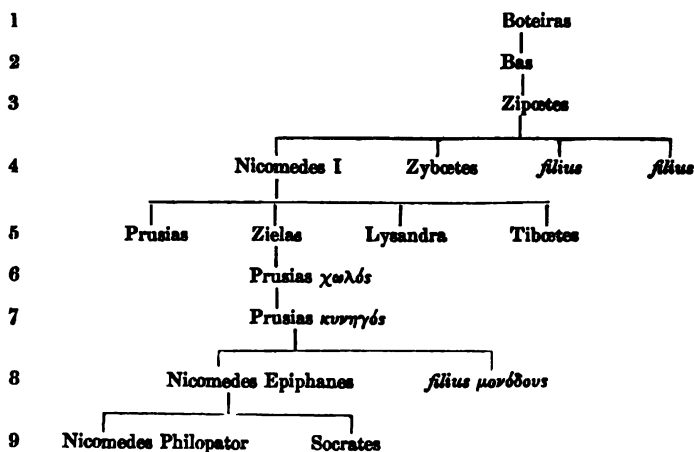 1 Boteiras
2 Bas
3 Zipœtes
4 Nicomedes I Zybœtes filius filius
5 Prusias Zielas Lysandra Tibœtes
6 Prusias χωλός
7 Prusias κυνηγός
8 Nicomedes Epiphanes filius μονόδους
9 Nicomedes Philopator Socrates